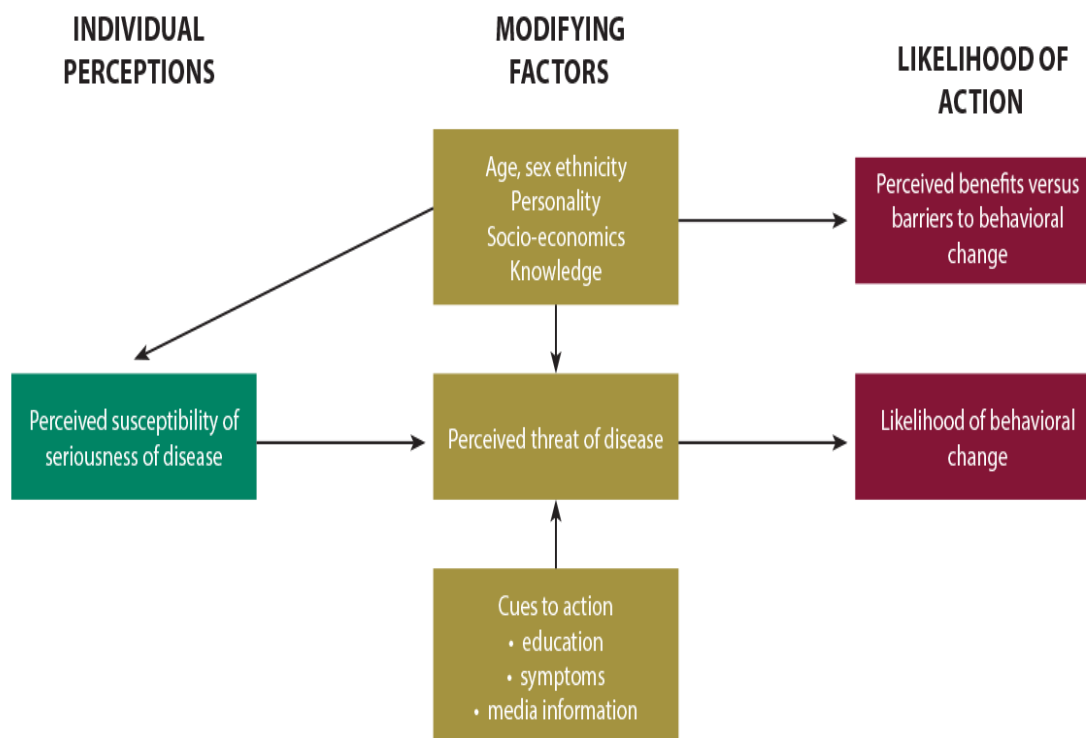 INDIVIDUAL
PERCEPTIONS
MODIFYING
FACTORS
LIKELIHOOD OF
ACTION
Age, sex ethnicity
Personality
Socio-economics
Knowledge
Perceived benefits versus
barriers to behavioral
change
Perceived susceptibility of
seriousness of disease
Perceived threat of disease
Likelihood of behavioral
change
Cues to action
• education
• symptoms
• media information